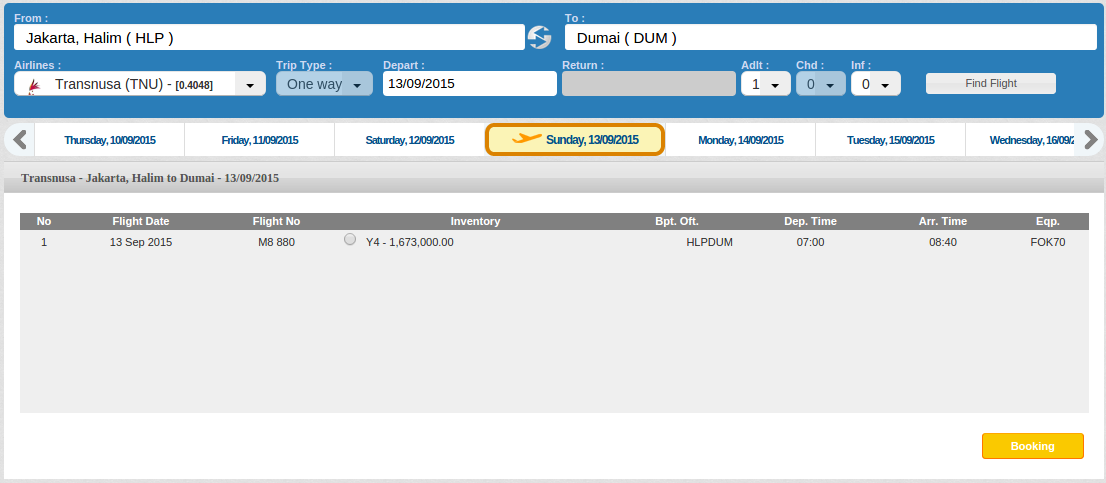 From :
To :
Jakarta, Halim ( HLP )
Dumai ( DUM )
Airlines :
Trip Type :
Depart :
Return :
Adlt :
Chd :
Inf :
Transnusa (TNU) - [0.4048]
One way
13/09/2015
1
0
0
Find Flight
Thursday, 10/09/2015
Friday, 11/09/2015
Saturday, 12/09/2015
Sunday, 13/09/2015
Monday, 14/09/2015
Tuesday, 15/09/2015
Wednesday, 16/09/2
Transnusa - Jakarta, Halim to Dumai - 13/09/2015
No Flight Date Flight No Inventory Bpt. Oft. Dep. Time Arr. Time Eqp.
1 13 Sep 2015 M8 880 Y4 - 1,673,000.00 HLPDUM 07:00 08:40 FOK70
Booking